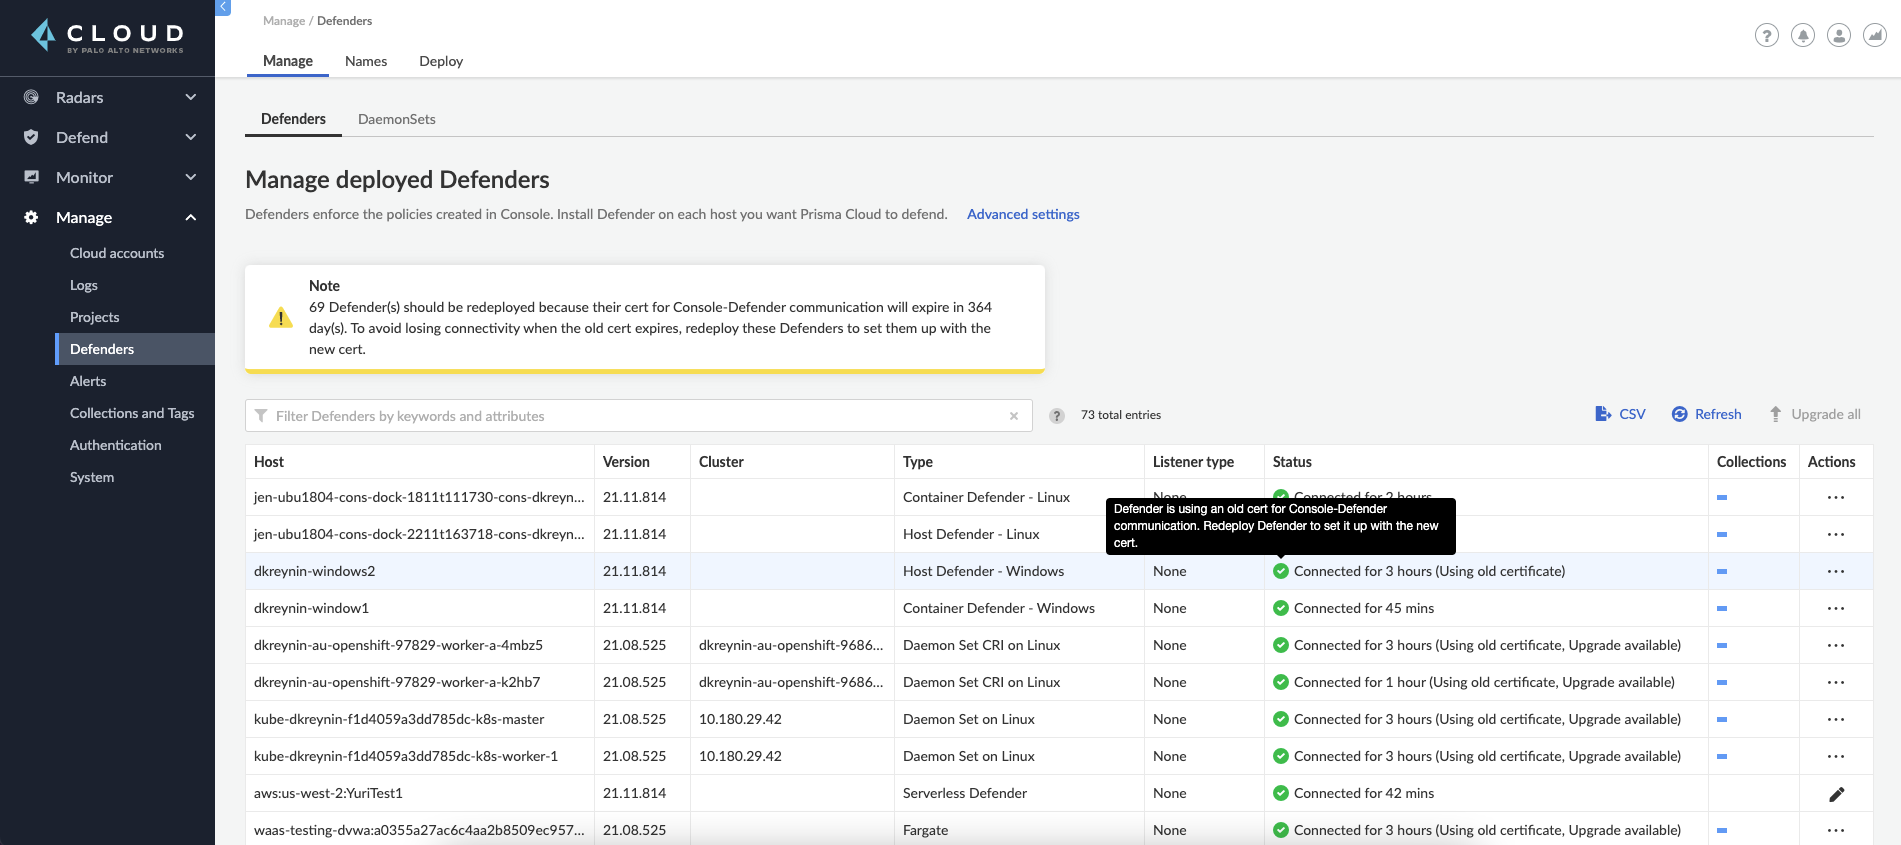 CLOUD
BY PALO ALTO NETWORKS
Radars
Defend
Monitor
Manage
Cloud accounts
Logs
Projects
Defenders
Alerts
Collections and Tags
Authentication
System
Manage / Defenders
Manage Names Deploy
Defenders DaemonSets
Manage deployed Defenders
Defenders enforce the policies created in Console. Install Defender on each host you want Prisma Cloud to defend. Advanced settings
Note
69 Defender(s) should be redeployed because their cert for Console-Defender communication will expire in 364
day(s). To avoid losing connectivity when the old cert expires, redeploy these Defenders to set them up with the
new cert.
Filter Defenders by keywords and attributes × ? 73 total entries CSV Refresh Upgrade all
Host Version Cluster Type Listener type Status Collections Actions
jen-ubu1804-cons-dock-1811t111730-cons-dkreyn... 21.11.814 Container Defender - Linux None Connected for 2 hours
Defender is using an old cert for Console-Defender
communication. Redeploy Defender to set it up with the new
cert.
jen-ubu1804-cons-dock-2211t163718-cons-dkreyn... 21.11.814 Host Defender - Linux
dkreynin-windows2 21.11.814 Host Defender - Windows None Connected for 3 hours (Using old certificate)
dkreynin-window1 21.11.814 Container Defender - Windows None Connected for 45 mins
dkreynin-au-openshift-97829-worker-a-4mbz5 21.08.525 dkreynin-au-openshift-9686... Daemon Set CRI on Linux None Connected for 3 hours (Using old certificate, Upgrade available)
dkreynin-au-openshift-97829-worker-a-k2hb7 21.08.525 dkreynin-au-openshift-9686... Daemon Set CRI on Linux None Connected for 1 hour (Using old certificate, Upgrade available)
kube-dkreynin-f1d4059a3dd785dc-k8s-master 21.08.525 10.180.29.42 Daemon Set on Linux None Connected for 3 hours (Using old certificate, Upgrade available)
kube-dkreynin-f1d4059a3dd785dc-k8s-worker-1 21.08.525 10.180.29.42 Daemon Set on Linux None Connected for 3 hours (Using old certificate, Upgrade available)
aws:us-west-2:YuriTest1 21.11.814 Serverless Defender None Connected for 42 mins
waas-testing-dvwa:a0355a27ac6c4aa2b8509ec957... 21.08.525 Fargate None Connected for 3 hours (Using old certificate, Upgrade available)